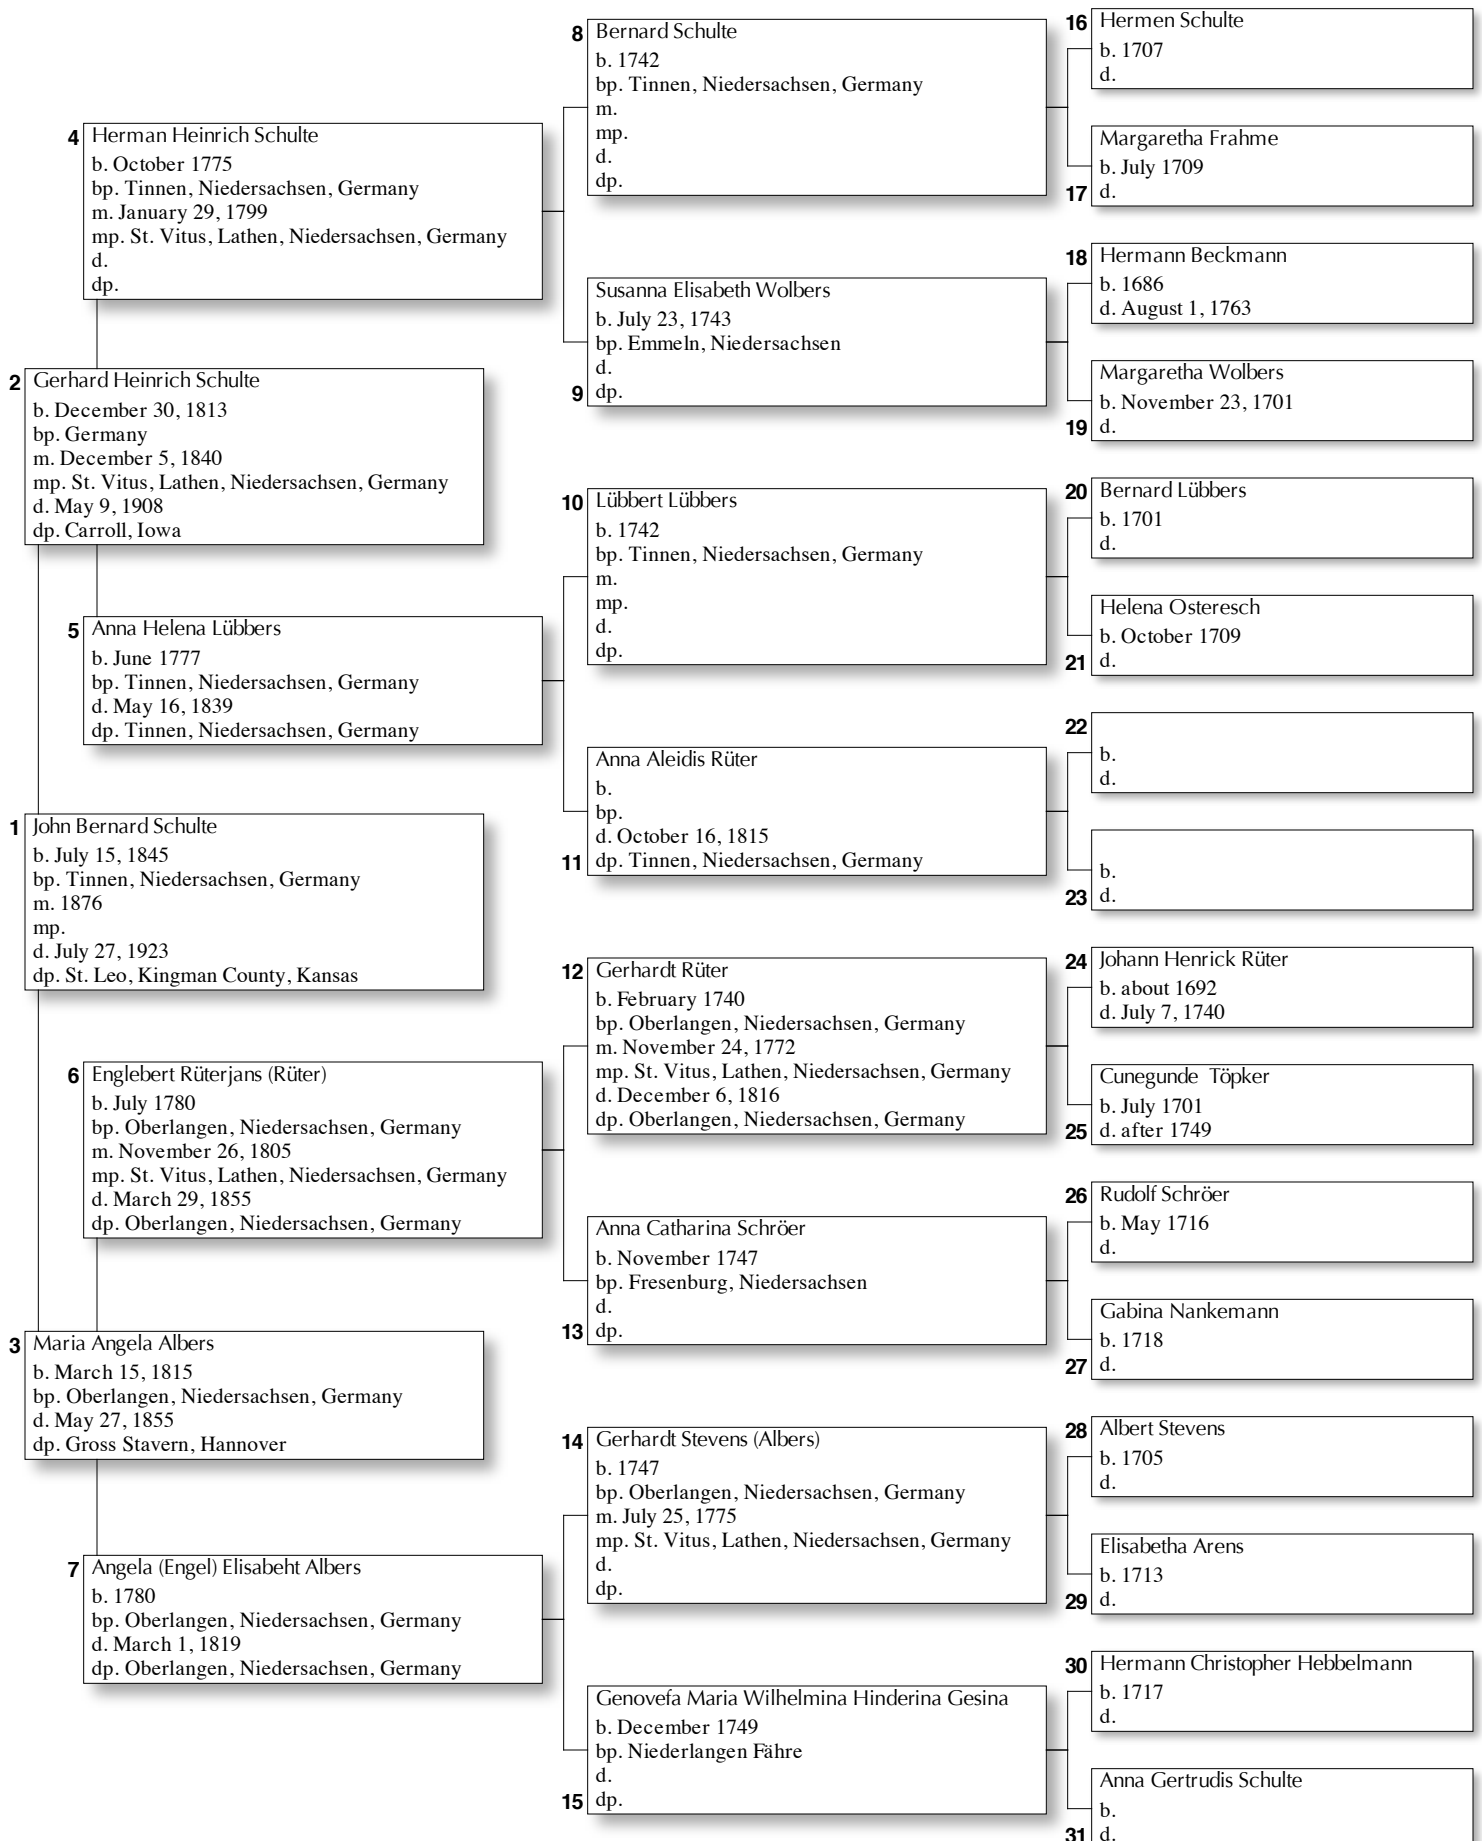 8 Bernard Schulte
b. 1742
bp. Tinnen, Niedersachsen, Germany
m.
mp.
d.
dp.
16 Hermen Schulte
b. 1707
d.
Margaretha Frahme
b. July 1709
17 d.
4 Herman Heinrich Schulte
b. October 1775
bp. Tinnen, Niedersachsen, Germany
m. January 29, 1799
mp. St. Vitus, Lathen, Niedersachsen, Germany
d.
dp.
Susanna Elisabeth Wolbers
b. July 23, 1743
bp. Emmeln, Niedersachsen
d.
9 dp.
18 Hermann Beckmann
b. 1686
d. August 1, 1763
Margaretha Wolbers
b. November 23, 1701
19 d.
2 Gerhard Heinrich Schulte
b. December 30, 1813
bp. Germany
m. December 5, 1840
mp. St. Vitus, Lathen, Niedersachsen, Germany
d. May 9, 1908
dp. Carroll, Iowa
10 Lübbert Lübbers
b. 1742
bp. Tinnen, Niedersachsen, Germany
m.
mp.
d.
dp.
20 Bernard Lübbers
b. 1701
d.
Helena Osteresch
b. October 1709
21 d.
5 Anna Helena Lübbers
b. June 1777
bp. Tinnen, Niedersachsen, Germany
d. May 16, 1839
dp. Tinnen, Niedersachsen, Germany
Anna Aleidis Rüter
b.
bp.
d. October 16, 1815
11 dp. Tinnen, Niedersachsen, Germany
22
b.
d.
b.
23 d.
1 John Bernard Schulte
b. July 15, 1845
bp. Tinnen, Niedersachsen, Germany
m. 1876
mp.
d. July 27, 1923
dp. St. Leo, Kingman County, Kansas
12 Gerhardt Rüter
b. February 1740
bp. Oberlangen, Niedersachsen, Germany
m. November 24, 1772
mp. St. Vitus, Lathen, Niedersachsen, Germany
d. December 6, 1816
dp. Oberlangen, Niedersachsen, Germany
24 Johann Henrick Rüter
b. about 1692
d. July 7, 1740
Cunegunde Töpker
b. July 1701
25 d. after 1749
6 Englebert Rüterjans (Rüter)
b. July 1780
bp. Oberlangen, Niedersachsen, Germany
m. November 26, 1805
mp. St. Vitus, Lathen, Niedersachsen, Germany
d. March 29, 1855
dp. Oberlangen, Niedersachsen, Germany
Anna Catharina Schröer
b. November 1747
bp. Fresenburg, Niedersachsen
d.
13 dp.
26 Rudolf Schröer
b. May 1716
d.
Gabina Nankemann
b. 1718
27 d.
3 Maria Angela Albers
b. March 15, 1815
bp. Oberlangen, Niedersachsen, Germany
d. May 27, 1855
dp. Gross Stavern, Hannover
14 Gerhardt Stevens (Albers)
b. 1747
bp. Oberlangen, Niedersachsen, Germany
m. July 25, 1775
mp. St. Vitus, Lathen, Niedersachsen, Germany
d.
dp.
28 Albert Stevens
b. 1705
d.
Elisabetha Arens
b. 1713
29 d.
7 Angela (Engel) Elisabeht Albers
b. 1780
bp. Oberlangen, Niedersachsen, Germany
d. March 1, 1819
dp. Oberlangen, Niedersachsen, Germany
Genovefa Maria Wilhelmina Hinderina Gesina
b. December 1749
bp. Niederlangen Fähre
d.
15 dp.
30 Hermann Christopher Hebbelmann
b. 1717
d.
Anna Gertrudis Schulte
b.
31 d.